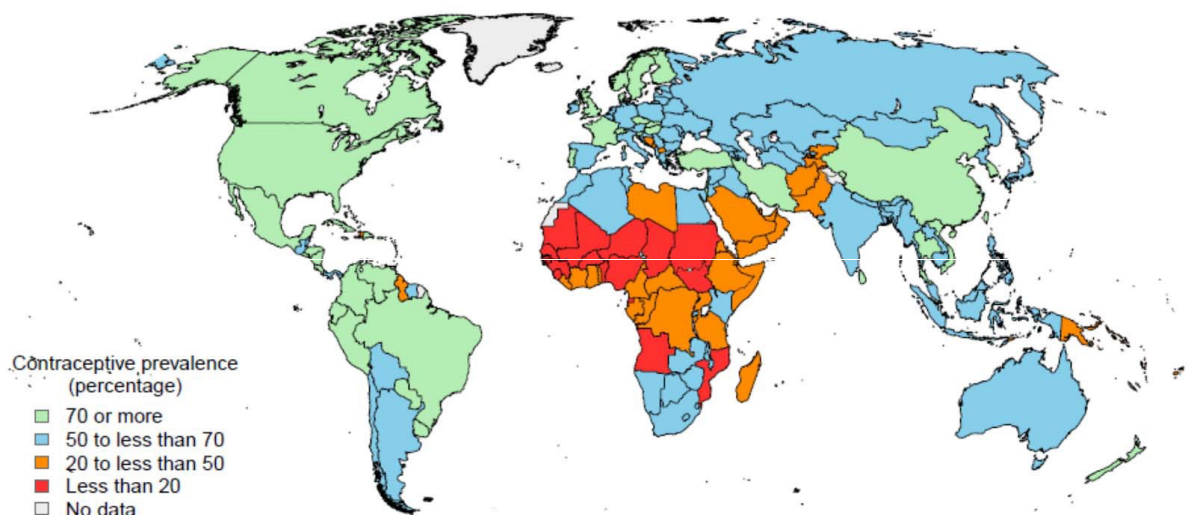 Contraceptive prevalence
(percentage)
70 or more
50 to less than 70
20 to less than 50
Less than 20
No data